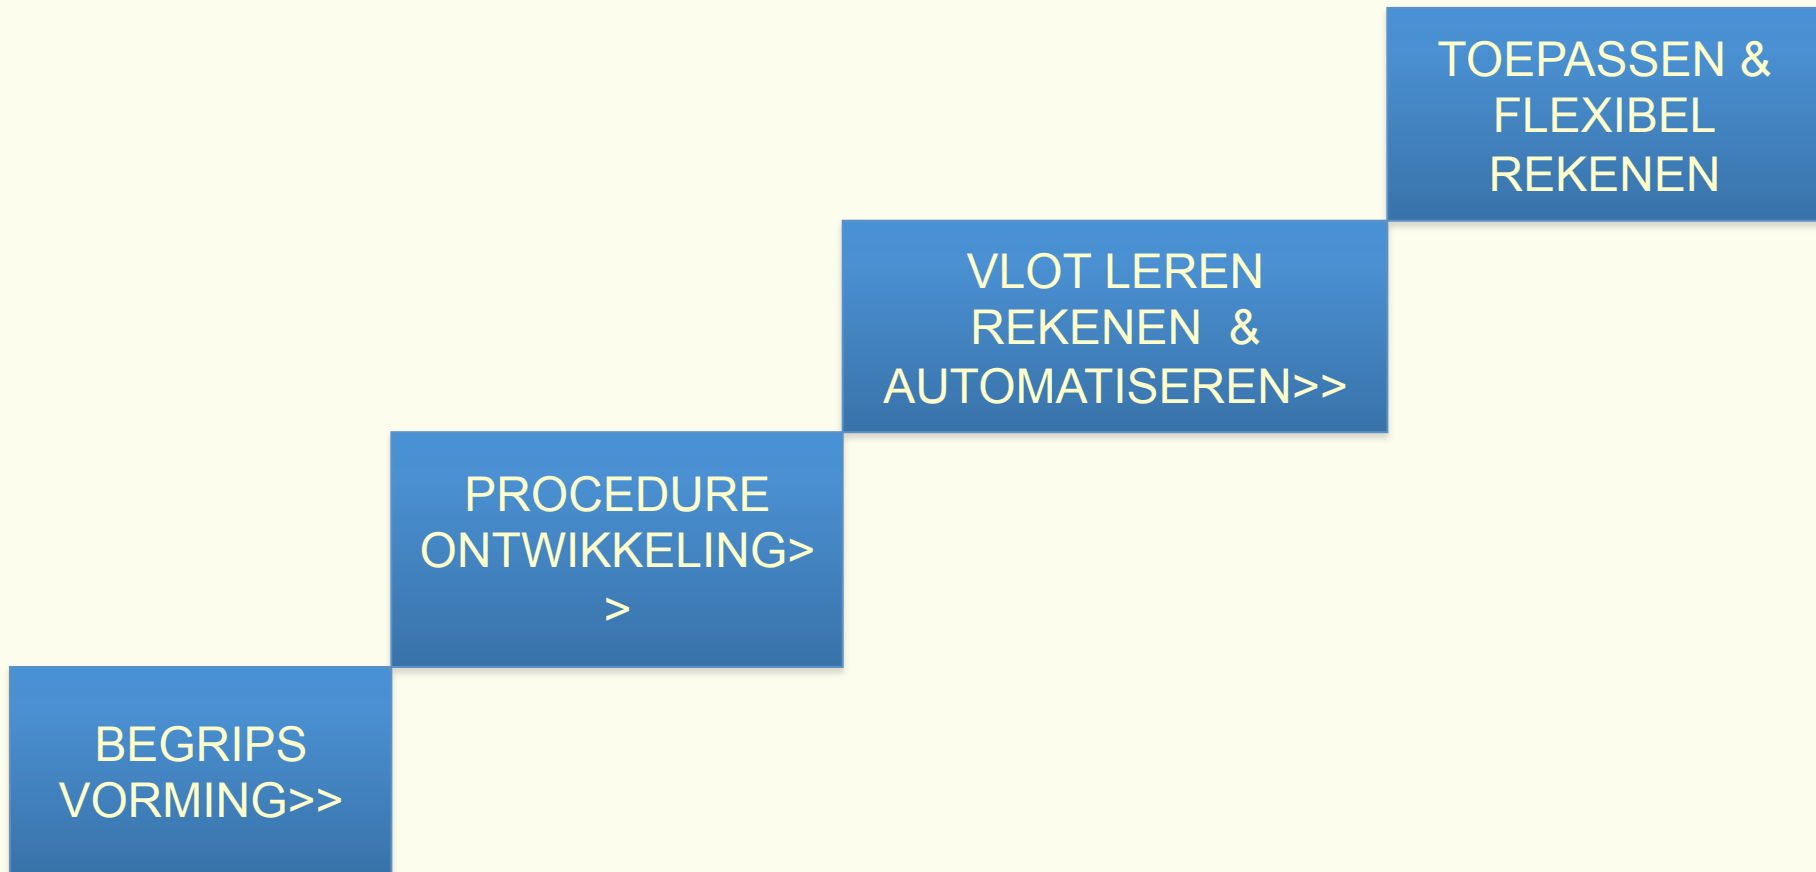 TOEPASSEN &
FLEXIBEL
REKENEN
VLOT LEREN
REKENEN  &
AUTOMATISEREN>>
PROCEDURE
ONTWIKKELING>
>
BEGRIPS
VORMING>>